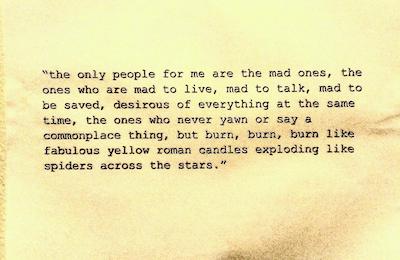 "the only people for me are the mad ones, the
ones who are mad to live, mad to talk, mad to
be saved, desirous of everything at the same
time, the ones who never yawn or say a
commonplace thing, but burn, burn, burn like
fabulous yellow roman candles exploding like
spiders across the stars."